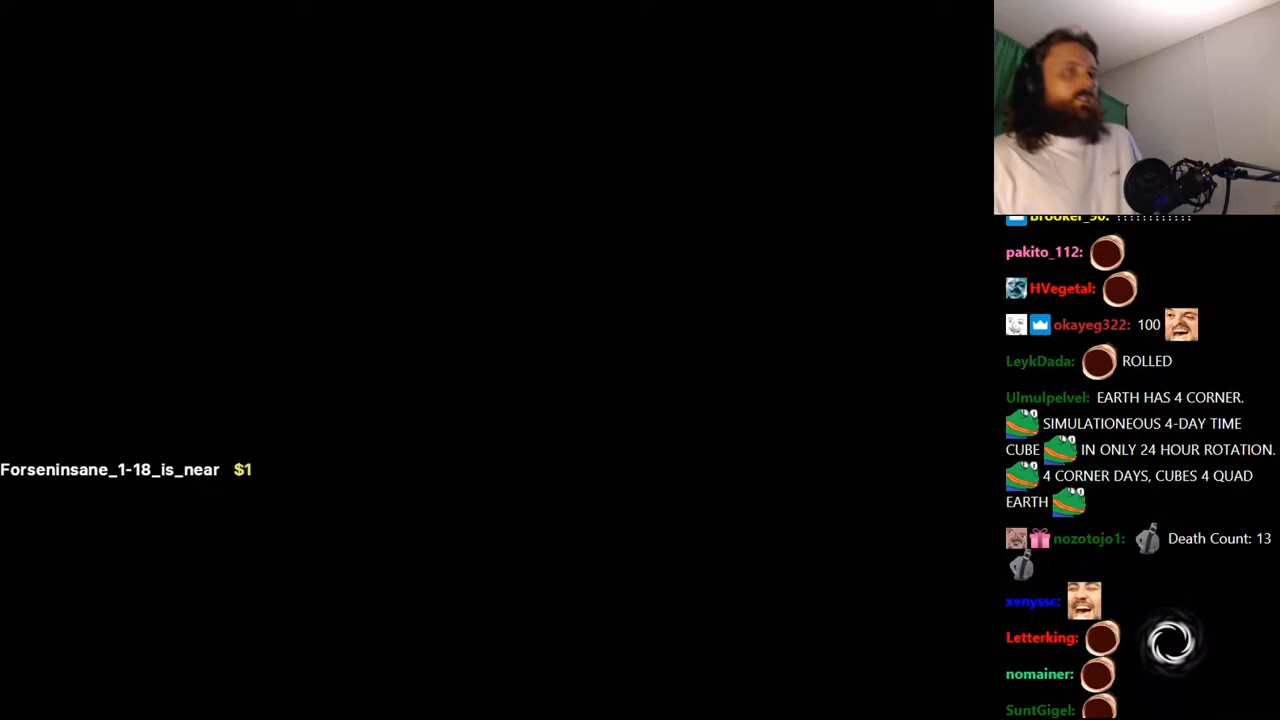 Brooker_90: ::::::::::::
pakito_112:
HVegetal:
okayeg322: 100
LeykDada: ROLLED
Ulmulpelvel: EARTH HAS 4 CORNER.
SIMULATIONEOUS 4-DAY TIME
CUBE IN ONLY 24 HOUR ROTATION.
4 CORNER DAYS, CUBES 4 QUAD
EARTH
Forseninsane_1-18_is_near $1
nozotojo1: Death Count: 13
xenyssc:
Letterking:
nomainer:
SuntGigel: